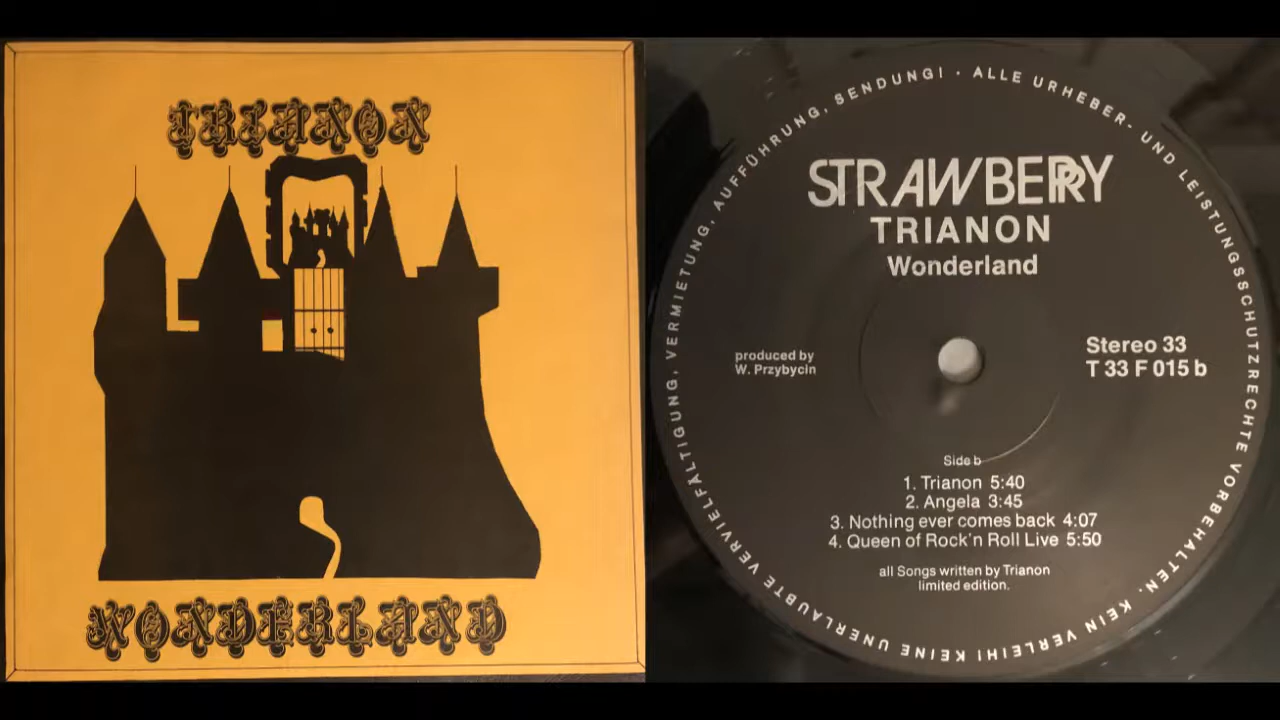 TRIANON
WONDERLAND
STRAWBERRY
TRIANON
Wonderland
produced by
W. Przybycin
Stereo 33
T 33 F 015 b
Side b
1. Trianon 5:40
2. Angela 3:45
3. Nothing ever comes back 4:07
4. Queen of Rock'n Roll Live 5:50
all Songs written by Trianon
limited edition.
ALLE URHEBER- UND LEISTUNGSSCHUTZRECHTE VORBEHALTEN. KEIN VERLEIH! KEINE UNERLAUBTE VERVIELFÄLTIGUNG, VERMIETUNG, AUFFÜHRUNG, SENDUNG! ·